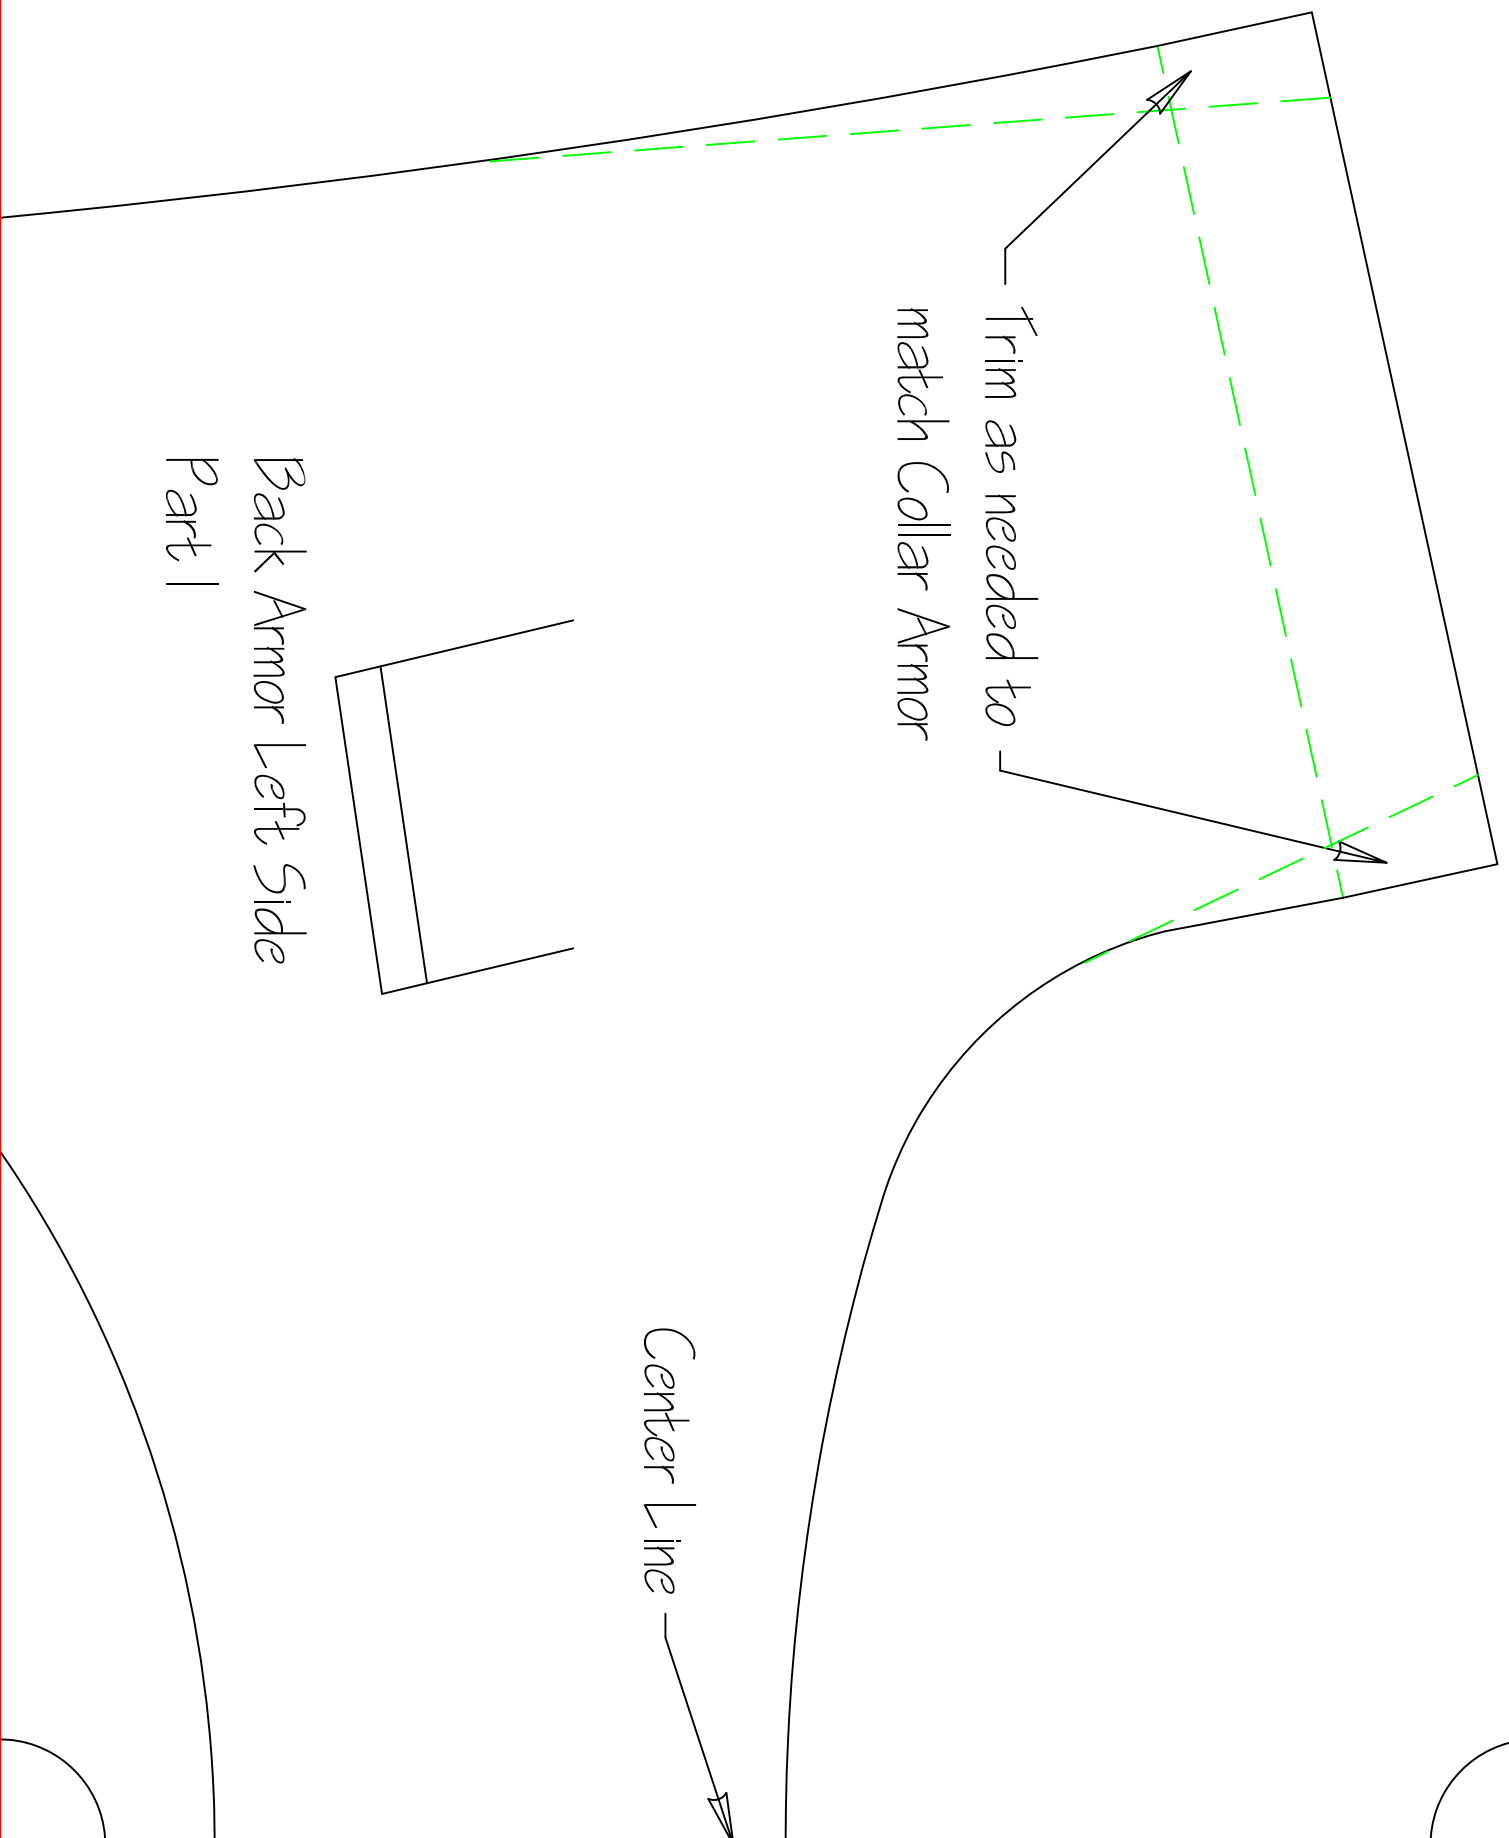 Trim as needed to
match Collar Armor
Back Armor Left Side
Part 1
Center Line